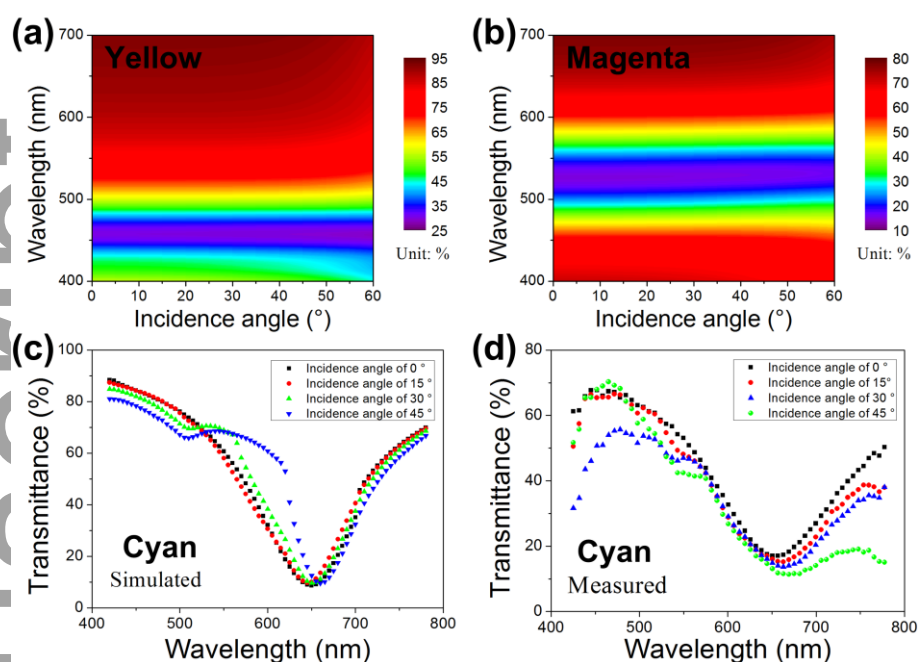 (a)
Yellow
Wavelength (nm)
700
600
500
400
0 10 20 30 40 50 60
Incidence angle (°)
95
85
75
65
55
45
35
25
Unit: %
(b)
Magenta
Wavelength (nm)
700
600
500
400
0 10 20 30 40 50 60
Incidence angle (°)
80
70
60
50
40
30
20
10
Unit: %
(c)
Transmittance (%)
100
80
60
40
20
0
Incidence angle of 0 °
Incidence angle of 15 °
Incidence angle of 30 °
Incidence angle of 45 °
Cyan
Simulated
400 500 600 700 800
Wavelength (nm)
(d)
Transmittance (%)
80
60
40
20
0
Incidence angle of 0 °
Incidence angle of 15°
Incidence angle of 30 °
Incidence angle of 45 °
Cyan
Measured
400 500 600 700 800
Wavelength (nm)